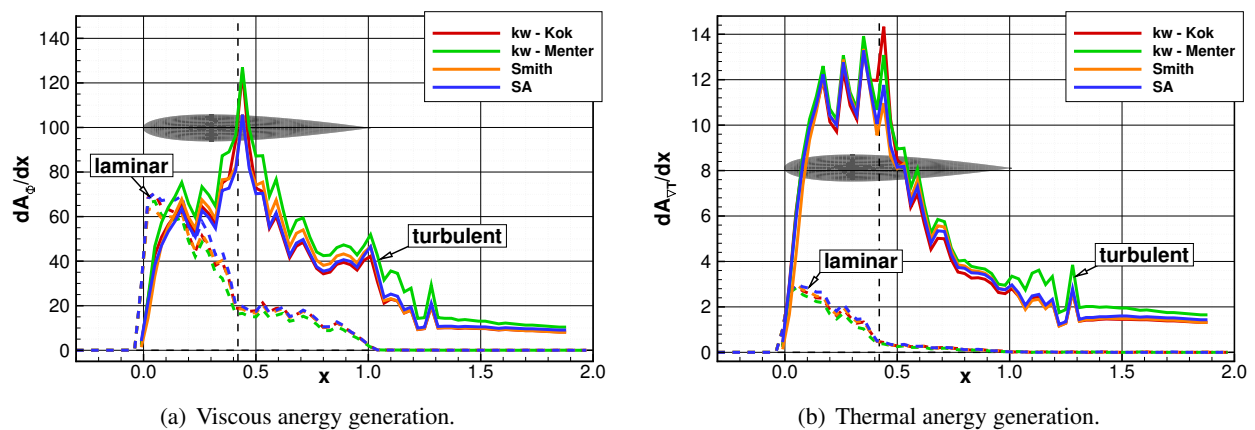 kw - Kok
kw - Menter
Smith
SA
140
120
100
80
60
40
20
0
dA_Φ/dx
laminar
turbulent
0.0 0.5 1.0 1.5 2.0
x
(a) Viscous anergy generation.
kw - Kok
kw - Menter
Smith
SA
14
12
10
8
6
4
2
0
dA_∇T/dx
laminar
turbulent
0.0 0.5 1.0 1.5 2.0
x
(b) Thermal anergy generation.